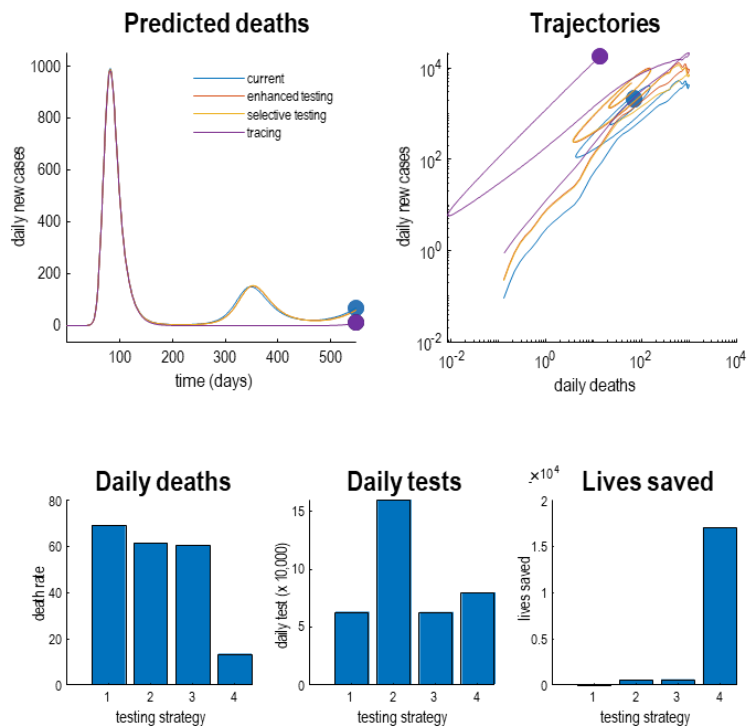 Predicted deaths
1000
800
600
400
200
0
daily new cases
current
enhanced testing
selective testing
tracing
100 200 300 400 500
time (days)
Trajectories
10^4
10^2
10^0
10^-2
daily new cases
10^-2 10^0 10^2 10^4
daily deaths
Daily deaths
80
60
40
20
0
death rate
1 2 3 4
testing strategy
Daily tests
15
10
5
0
daily test (x 10,000)
1 2 3 4
testing strategy
Lives saved
×10^4
2
1.5
1
0.5
0
lives saved
1 2 3 4
testing strategy